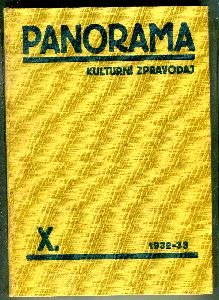 PANORAMA
KULTURNÍ ZPRAVODAJ
X. 1932-33